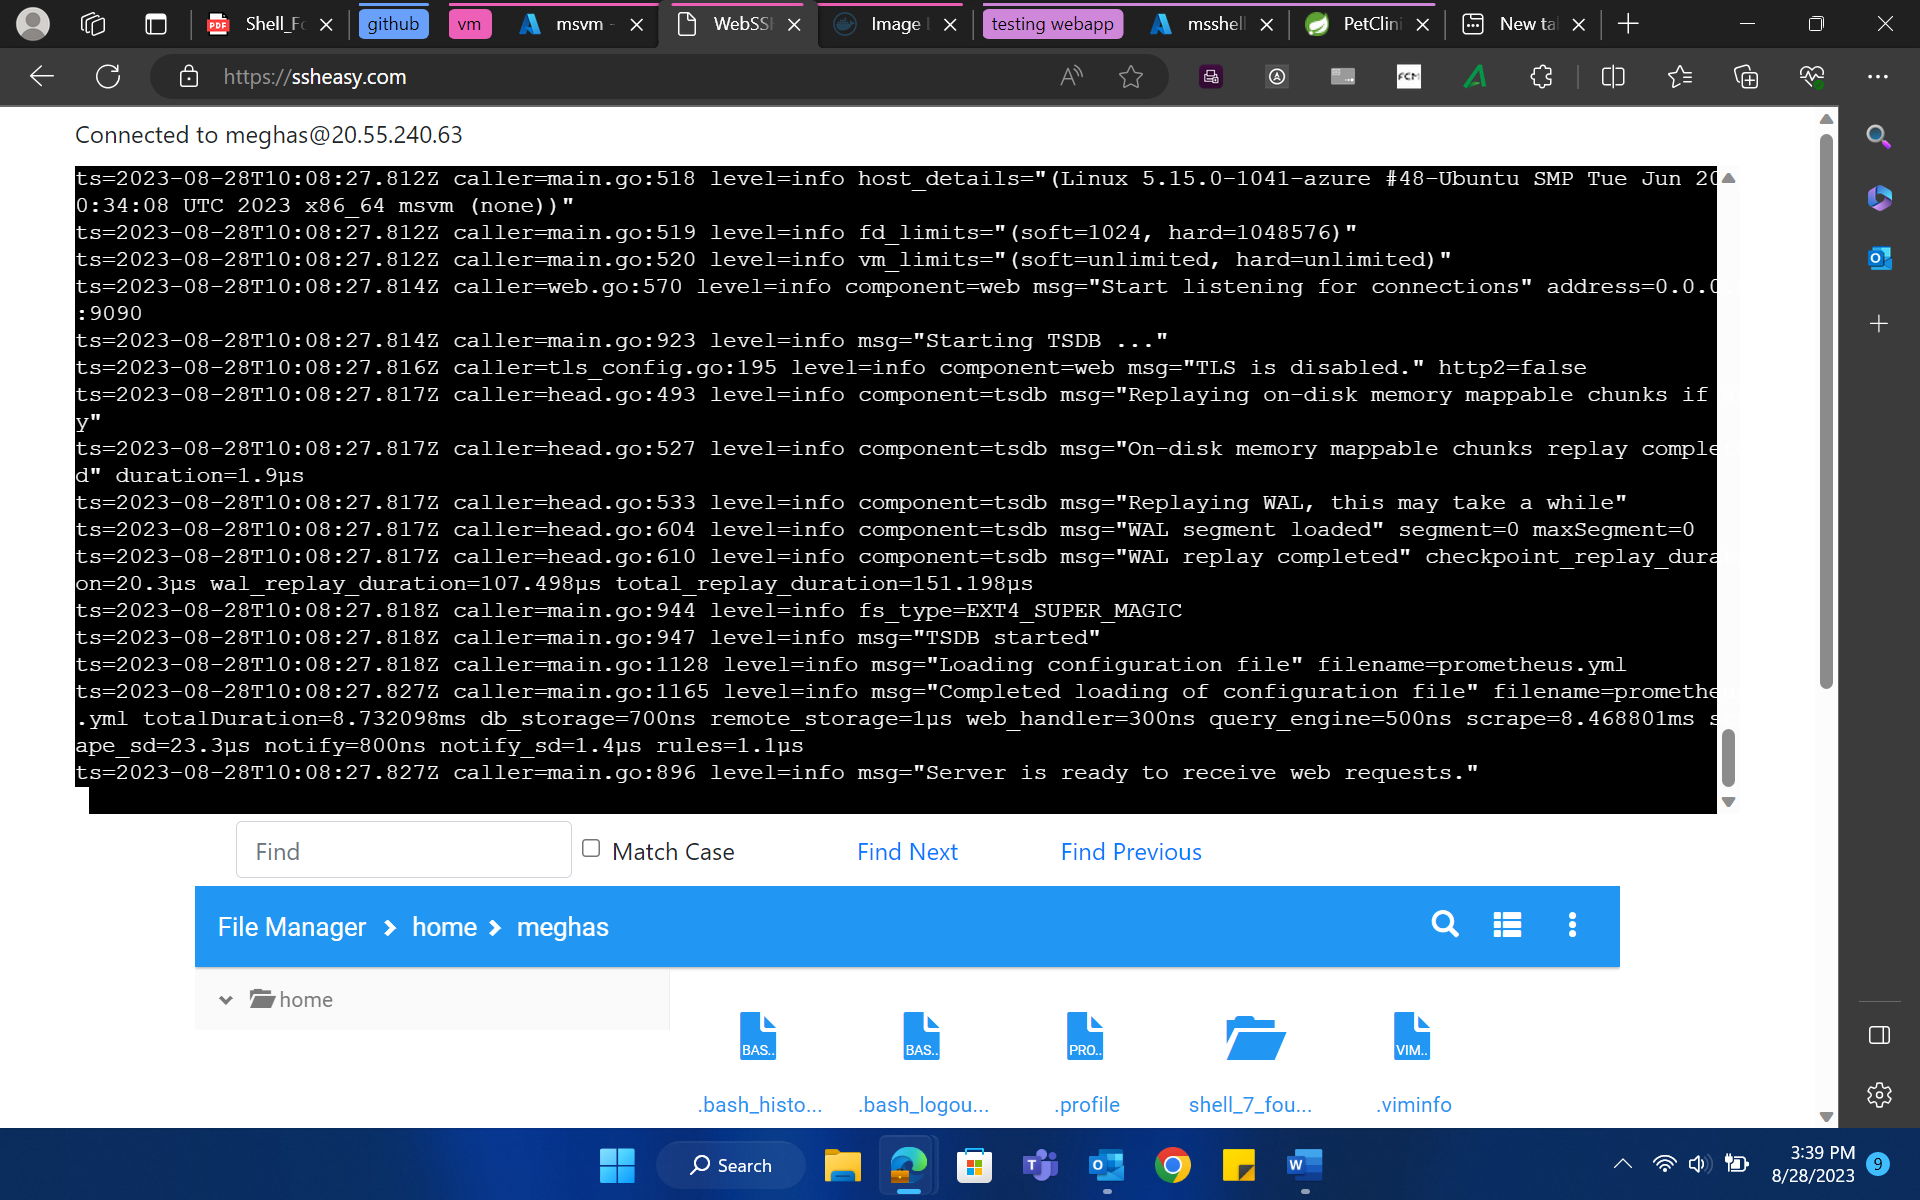 Shell_Fo
github
vm
msvm -
WebSSH
Image
testing webapp
msshell
PetClini
New tab
https://ssheasy.com
Connected to meghas@20.55.240.63
ts=2023-08-28T10:08:27.812Z caller=main.go:518 level=info host_details="(Linux 5.15.0-1041-azure #48-Ubuntu SMP Tue Jun 20
0:34:08 UTC 2023 x86_64 msvm (none))"
ts=2023-08-28T10:08:27.812Z caller=main.go:519 level=info fd_limits="(soft=1024, hard=1048576)"
ts=2023-08-28T10:08:27.812Z caller=main.go:520 level=info vm_limits="(soft=unlimited, hard=unlimited)"
ts=2023-08-28T10:08:27.814Z caller=web.go:570 level=info component=web msg="Start listening for connections" address=0.0.0.
:9090
ts=2023-08-28T10:08:27.814Z caller=main.go:923 level=info msg="Starting TSDB ..."
ts=2023-08-28T10:08:27.816Z caller=tls_config.go:195 level=info component=web msg="TLS is disabled." http2=false
ts=2023-08-28T10:08:27.817Z caller=head.go:493 level=info component=tsdb msg="Replaying on-disk memory mappable chunks if
y"
ts=2023-08-28T10:08:27.817Z caller=head.go:527 level=info component=tsdb msg="On-disk memory mappable chunks replay complet
d" duration=1.9µs
ts=2023-08-28T10:08:27.817Z caller=head.go:533 level=info component=tsdb msg="Replaying WAL, this may take a while"
ts=2023-08-28T10:08:27.817Z caller=head.go:604 level=info component=tsdb msg="WAL segment loaded" segment=0 maxSegment=0
ts=2023-08-28T10:08:27.817Z caller=head.go:610 level=info component=tsdb msg="WAL replay completed" checkpoint_replay_durat
on=20.3µs wal_replay_duration=107.498µs total_replay_duration=151.198µs
ts=2023-08-28T10:08:27.818Z caller=main.go:944 level=info fs_type=EXT4_SUPER_MAGIC
ts=2023-08-28T10:08:27.818Z caller=main.go:947 level=info msg="TSDB started"
ts=2023-08-28T10:08:27.818Z caller=main.go:1128 level=info msg="Loading configuration file" filename=prometheus.yml
ts=2023-08-28T10:08:27.827Z caller=main.go:1165 level=info msg="Completed loading of configuration file" filename=prometheu
.yml totalDuration=8.732098ms db_storage=700ns remote_storage=1µs web_handler=300ns query_engine=500ns scrape=8.468801ms s
ape_sd=23.3µs notify=800ns notify_sd=1.4µs rules=1.1µs
ts=2023-08-28T10:08:27.827Z caller=main.go:896 level=info msg="Server is ready to receive web requests."
Find
Match Case
Find Next
Find Previous
File Manager
home
meghas
home
BAS..
BAS..
PRO..
VIM..
.bash_histo...
.bash_logou...
.profile
shell_7_fou...
.viminfo
Search
3:39 PM
8/28/2023
9